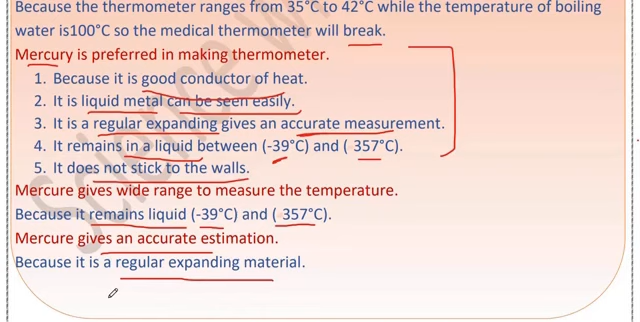 Because the thermometer ranges from 35°C to 42°C while the temperature of boiling
water is100°C so the medical thermometer will break.
Mercury is preferred in making thermometer.
1. Because it is good conductor of heat.
2. It is liquid metal can be seen easily.
3. It is a regular expanding gives an accurate measurement.
4. It remains in a liquid between (-39°C) and ( 357°C).
5. It does not stick to the walls.
Mercure gives wide range to measure the temperature.
Because it remains liquid (-39°C) and ( 357°C).
Mercure gives an accurate estimation.
Because it is a regular expanding material.